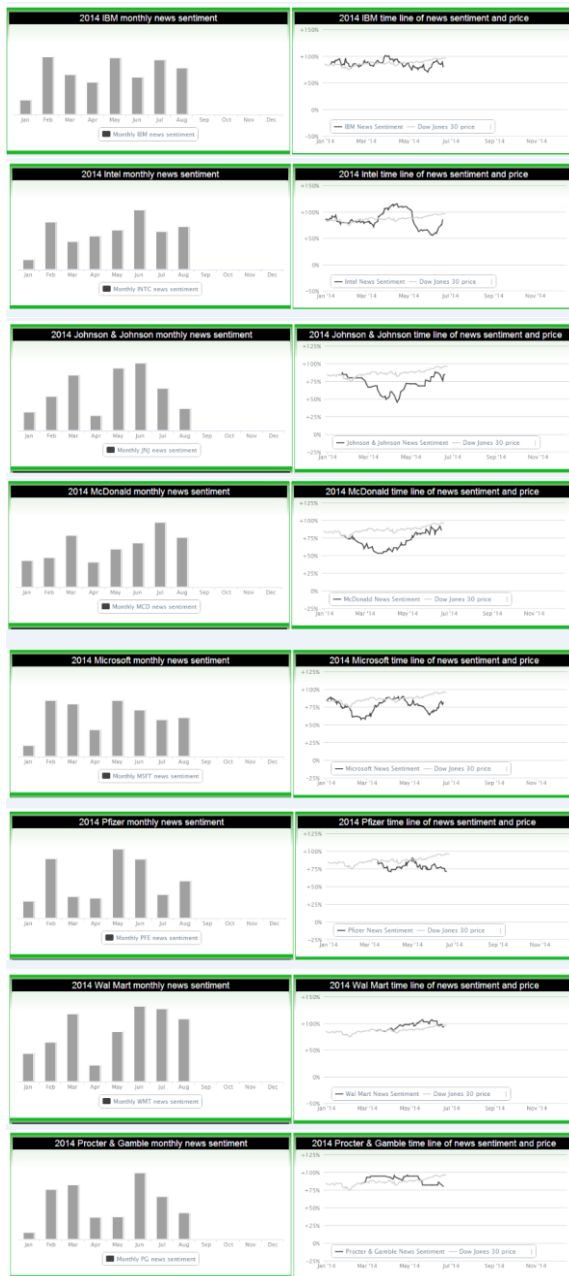 2014 IBM monthly news sentiment
Jan Feb Mar Apr May Jun Jul Aug Sep Oct Nov Dec
Monthly IBM news sentiment
2014 IBM time line of news sentiment and price
+150%
+100%
+50%
0%
−50%
IBM News Sentiment Dow Jones 30 price
Jan '14 Mar '14 May '14 Jul '14 Sep '14 Nov '14
2014 Intel monthly news sentiment
Jan Feb Mar Apr May Jun Jul Aug Sep Oct Nov Dec
Monthly INTC news sentiment
2014 Intel time line of news sentiment and price
+150%
+100%
+50%
0%
Intel News Sentiment Dow Jones 30 price
Jan '14 Mar '14 May '14 Jul '14 Sep '14 Nov '14
2014 Johnson & Johnson monthly news sentiment
Jan Feb Mar Apr May Jun Jul Aug Sep Oct Nov Dec
Monthly JNJ news sentiment
2014 Johnson & Johnson time line of news sentiment and price
+125%
+100%
+75%
+50%
+25%
0%
−25%
Johnson & Johnson News Sentiment Dow Jones 30 price
Jan '14 Mar '14 May '14 Jul '14 Sep '14 Nov '14
2014 McDonald monthly news sentiment
Jan Feb Mar Apr May Jun Jul Aug Sep Oct Nov Dec
Monthly MCD news sentiment
2014 McDonald time line of news sentiment and price
+125%
+100%
+75%
+50%
+25%
0%
−25%
McDonald News Sentiment Dow Jones 30 price
Jan '14 Mar '14 May '14 Jul '14 Sep '14 Nov '14
2014 Microsoft monthly news sentiment
Jan Feb Mar Apr May Jun Jul Aug Sep Oct Nov Dec
Monthly MSFT news sentiment
2014 Microsoft time line of news sentiment and price
+125%
+100%
+75%
+50%
+25%
0%
−25%
Microsoft News Sentiment Dow Jones 30 price
Jan '14 Mar '14 May '14 Jul '14 Sep '14 Nov '14
2014 Pfizer monthly news sentiment
Jan Feb Mar Apr May Jun Jul Aug Sep Oct Nov Dec
Monthly PFE news sentiment
2014 Pfizer time line of news sentiment and price
+125%
+100%
+75%
+50%
+25%
0%
−25%
Pfizer News Sentiment Dow Jones 30 price
Jan '14 Mar '14 May '14 Jul '14 Sep '14 Nov '14
2014 Wal Mart monthly news sentiment
Jan Feb Mar Apr May Jun Jul Aug Sep Oct Nov Dec
Monthly WMT news sentiment
2014 Wal Mart time line of news sentiment and price
+150%
+100%
+50%
0%
−50%
Wal Mart News Sentiment Dow Jones 30 price
Jan '14 Mar '14 May '14 Jul '14 Sep '14 Nov '14
2014 Procter & Gamble monthly news sentiment
Jan Feb Mar Apr May Jun Jul Aug Sep Oct Nov Dec
Monthly PG news sentiment
2014 Procter & Gamble time line of news sentiment and price
+125%
+100%
+75%
+50%
+25%
0%
−25%
Procter & Gamble News Sentiment Dow Jones 30 price
Jan '14 Mar '14 May '14 Jul '14 Sep '14 Nov '14